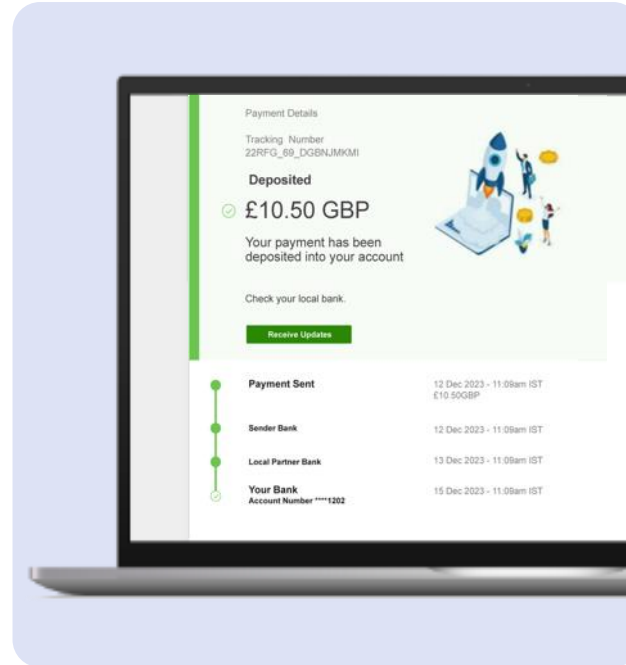 Payment Details
Tracking Number
22RFG_69_DGBNJMKMI
Deposited
£10.50 GBP
Your payment has been
deposited into your account
Check your local bank.
Receive Updates
Payment Sent
12 Dec 2023 - 11:09am IST
£10.50GBP
Sender Bank
12 Dec 2023 - 11:09am IST
Local Partner Bank
13 Dec 2023 - 11:09am IST
Your Bank
15 Dec 2023 - 11:09am IST
Account Number ****1202